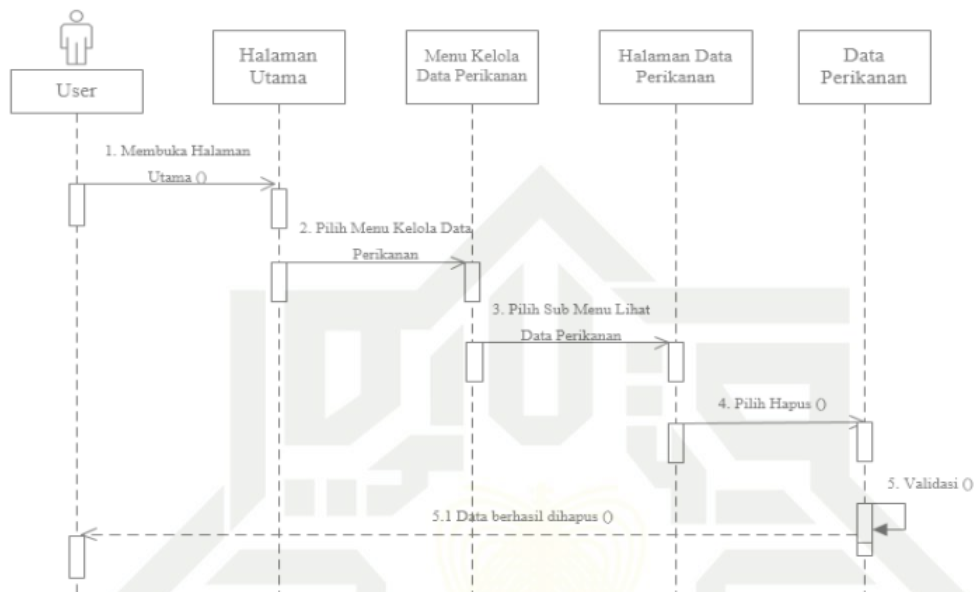 Halaman
Utama
Menu Kelola
Data Perikanan
Halaman Data
Perikanan
Data
Perikanan
User
1. Membuka Halaman
Utama ()
2. Pilih Menu Kelola Data
Perikanan
3. Pilih Sub Menu Lihat
Data Perikanan
4. Pilih Hapus ()
5. Validasi ()
5.1 Data berhasil dihapus ()